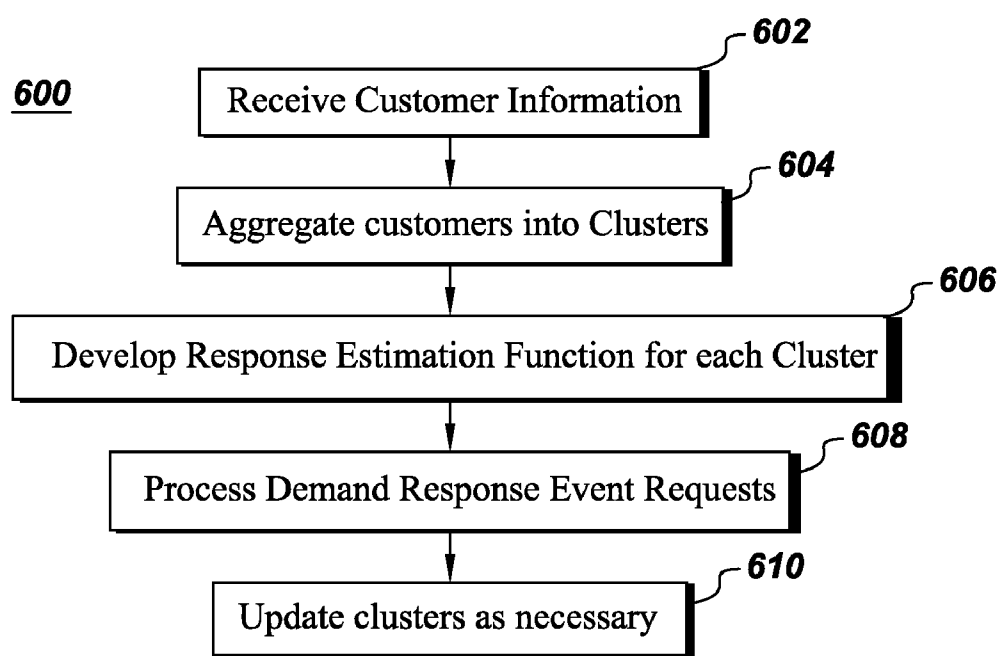 602
600
Receive Customer Information
604
Aggregate customers into Clusters
606
Develop Response Estimation Function for each Cluster
608
Process Demand Response Event Requests
610
Update clusters as necessary